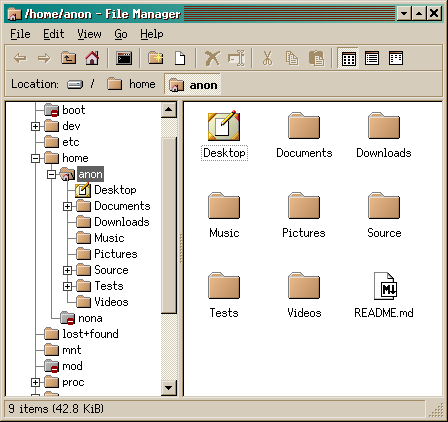 /home/anon - File Manager
File Edit View Go Help
Location: / home anon
boot
dev
etc
home
anon
Desktop
Documents
Downloads
Music
Pictures
Source
Tests
Videos
nona
lost+found
mnt
mod
proc
Desktop Documents Downloads
Music Pictures Source
Tests Videos README.md
9 items (42.8 KiB)